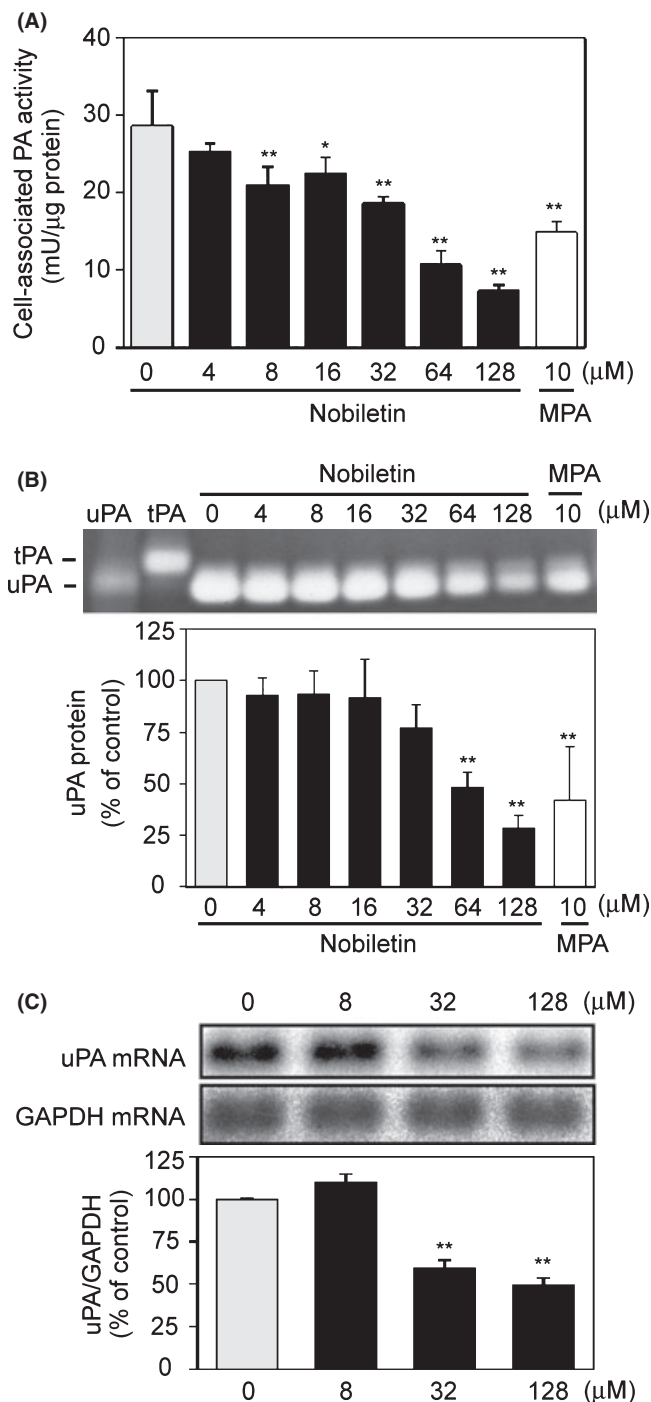 (A)
40
30
20
10
0
Cell-associated PA activity
(mU/μg protein)
** * ** ** ** **
0 4 8 16 32 64 128 10 (μM)
Nobiletin MPA
(B)
Nobiletin MPA
uPA tPA 0 4 8 16 32 64 128 10 (μM)
tPA –
uPA –
125
100
75
50
25
0
uPA protein
(% of control)
** ** **
0 4 8 16 32 64 128 10 (μM)
Nobiletin MPA
(C)
0 8 32 128 (μM)
uPA mRNA
GAPDH mRNA
125
100
75
50
25
0
uPA/GAPDH
(% of control)
** **
0 8 32 128 (μM)